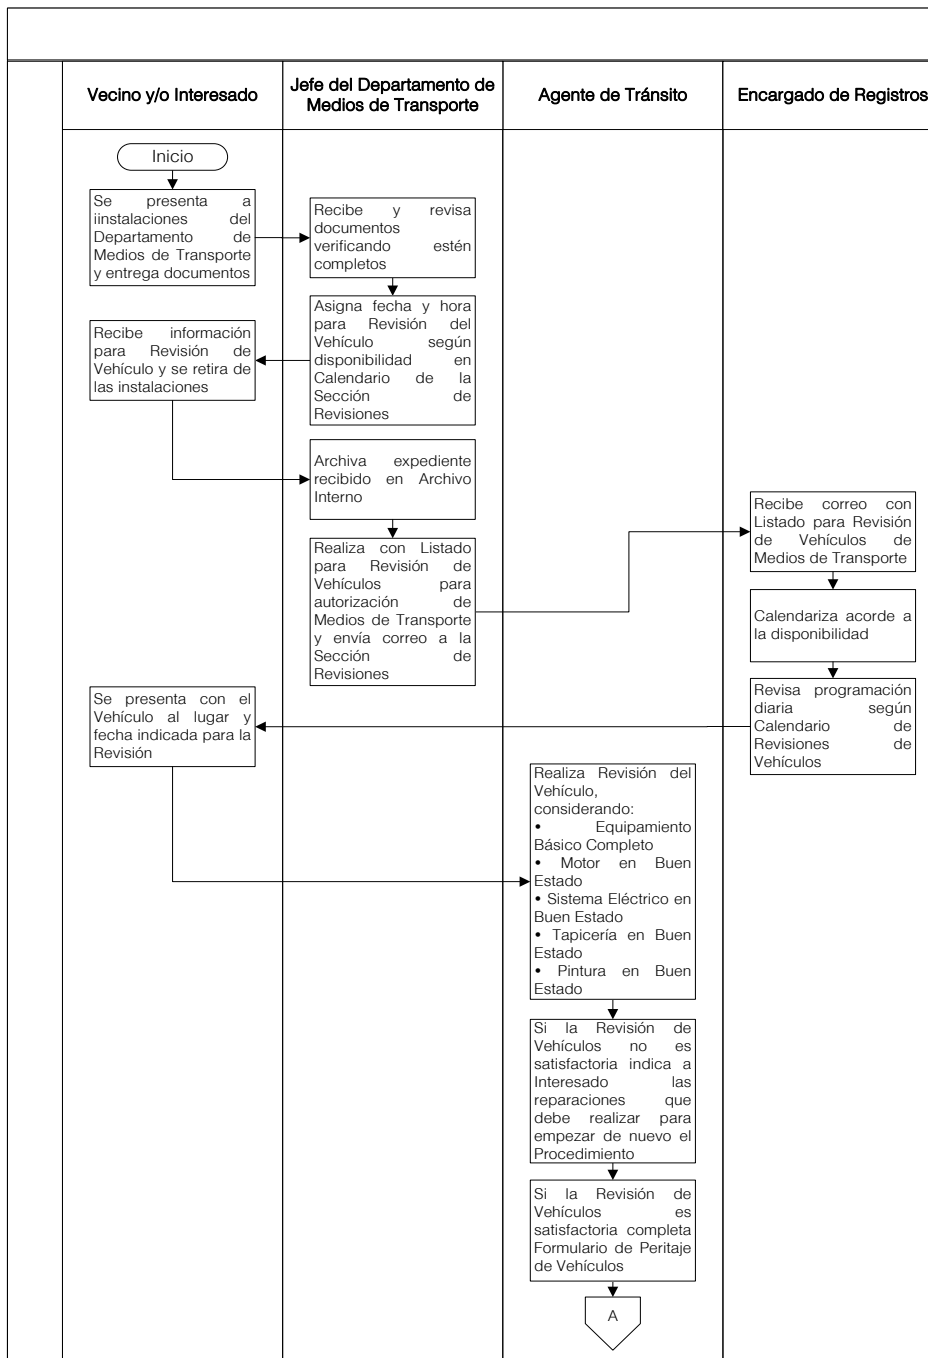 Vecino y/o Interesado
Jefe del Departamento de
Medios de Transporte
Agente de Tránsito
Encargado de Registros
Inicio
Se presenta a
iinstalaciones del
Departamento de
Medios de Transporte
y entrega documentos
Recibe y revisa
documentos
verificando estén
completos
Asigna fecha y hora
para Revisión del
Vehículo según
disponibilidad en
Calendario de la
Sección de
Revisiones
Recibe información
para Revisión de
Vehículo y se retira de
las instalaciones
Archiva expediente
recibido en Archivo
Interno
Realiza con Listado
para Revisión de
Vehículos para
autorización de
Medios de Transporte
y envía correo a la
Sección de
Revisiones
Recibe correo con
Listado para Revisión
de Vehículos de
Medios de Transporte
Calendariza acorde a
la disponibilidad
Revisa programación
diaria según
Calendario de
Revisiones de
Vehículos
Se presenta con el
Vehículo al lugar y
fecha indicada para la
Revisión
Realiza Revisión del
Vehículo,
considerando:
• Equipamiento
Básico Completo
• Motor en Buen
Estado
• Sistema Eléctrico en
Buen Estado
• Tapicería en Buen
Estado
• Pintura en Buen
Estado
Si la Revisión de
Vehículos no es
satisfactoria indica a
Interesado las
reparaciones que
debe realizar para
empezar de nuevo el
Procedimiento
Si la Revisión de
Vehículos es
satisfactoria completa
Formulario de Peritaje
de Vehículos
A